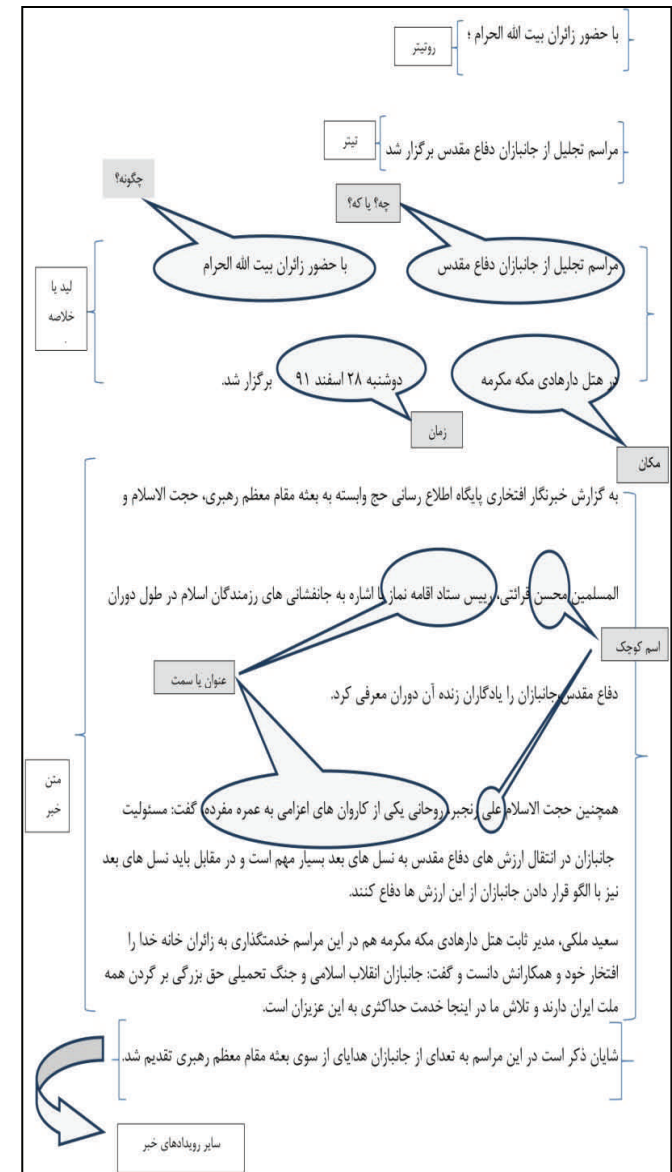 با حضور زائران بیت الله الحرام ؛
روتیتر
مراسم تجلیل از جانبازان دفاع مقدس برگزار شد
تیتر
چگونه؟
چه؟ یا که؟
مراسم تجلیل از جانبازان دفاع مقدس با حضور زائران بیت الله الحرام
لید یا
خلاصه
.
در هتل دارهادی مکه مکرمه دوشنبه ۲۸ اسفند ۹۱ برگزار شد.
زمان
مکان
به گزارش خبرنگار افتخاری پایگاه اطلاع رسانی حج وابسته به بعثه مقام معظم رهبری، حجت الاسلام و
المسلمین محسن قرائتی، رییس ستاد اقامه نماز با اشاره به جانفشانی های رزمندگان اسلام در طول دوران
اسم کوچک
عنوان یا سمت
دفاع مقدس جانبازان را یادگاران زنده آن دوران معرفی کرد.
متن
خبر
همچنین حجت الاسلام علی رنجبر، روحانی یکی از کاروان های اعزامی به عمره مفرده، گفت: مسئولیت
جانبازان در انتقال ارزش های دفاع مقدس به نسل های بعد بسیار مهم است و در مقابل باید نسل های بعد
نیز با الگو قرار دادن جانبازان از این ارزش ها دفاع کنند.
سعید ملکی، مدیر ثابت هتل دارهادی مکه مکرمه هم در این مراسم خدمتگذاری به زائران خانه خدا را
افتخار خود و همکارانش دانست و گفت: جانبازان انقلاب اسلامی و جنگ تحمیلی حق بزرگی بر گردن همه
ملت ایران دارند و تلاش ما در اینجا خدمت حداکثری به این عزیزان است.
شایان ذکر است در این مراسم به تعدای از جانبازان هدایای از سوی بعثه مقام معظم رهبری تقدیم شد.
سایر رویدادهای خبر